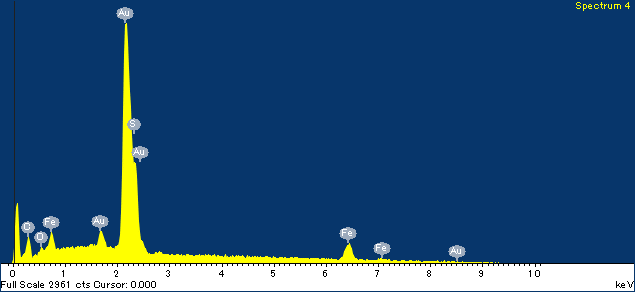 Spectrum 4
Au
S
Au
O
O
Fe
Au
Fe
Fe
Au
0 1 2 3 4 5 6 7 8 9 10
Full Scale 2961 cts Cursor: 0.000 keV